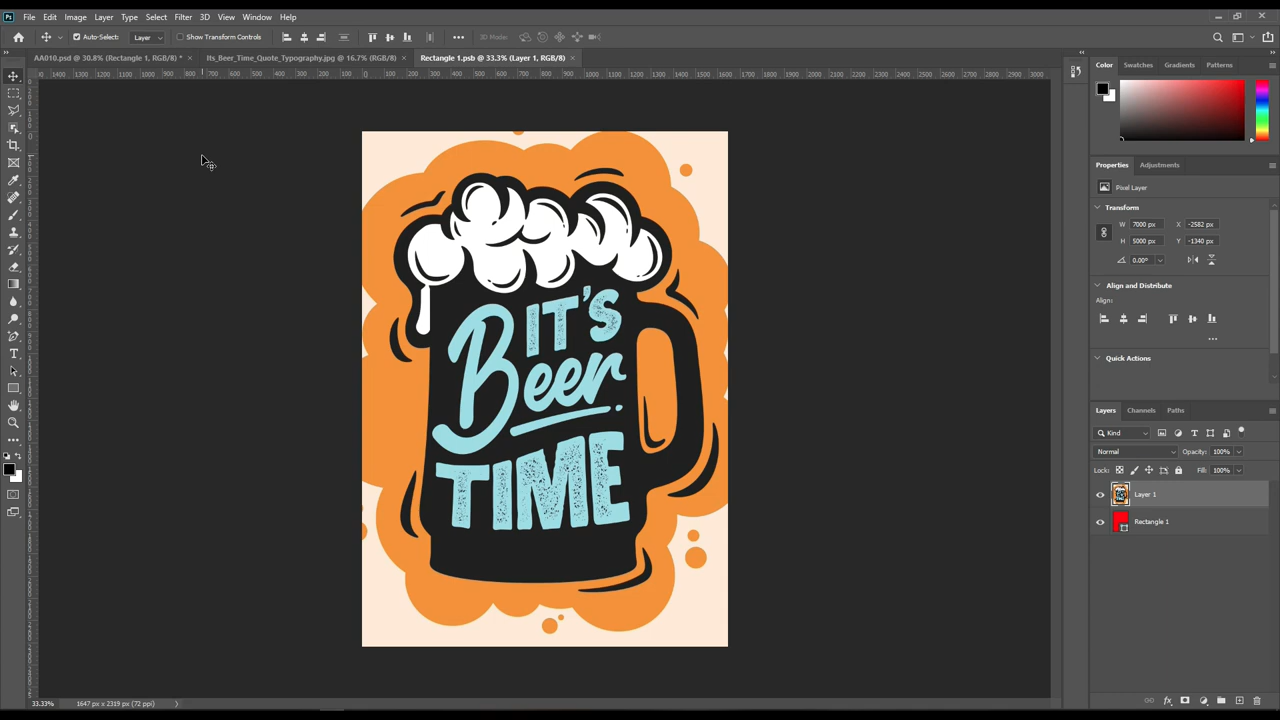 File Edit Image Layer Type Select Filter 3D View Window Help
Auto-Select: Layer Show Transform Controls 3D Mode:
AA010.psd @ 30.8% (Rectangle 1, RGB/8) * Its_Beer_Time_Quote_Typography.jpg @ 16.7% (RGB/8) Rectangle 1.psb @ 33.3% (Layer 1, RGB/8)
Color Swatches Gradients Patterns
Properties Adjustments
Pixel Layer
Transform
W 7000 px X -2582 px
H 5000 px Y -1340 px
0.00°
Align and Distribute
Align:
Quick Actions
IT'S
Beer
TIME
Layers Channels Paths
Kind
Normal Opacity: 100%
Lock: Fill: 100%
Layer 1
Rectangle 1
33.33% 1647 px x 2319 px (72 ppi)